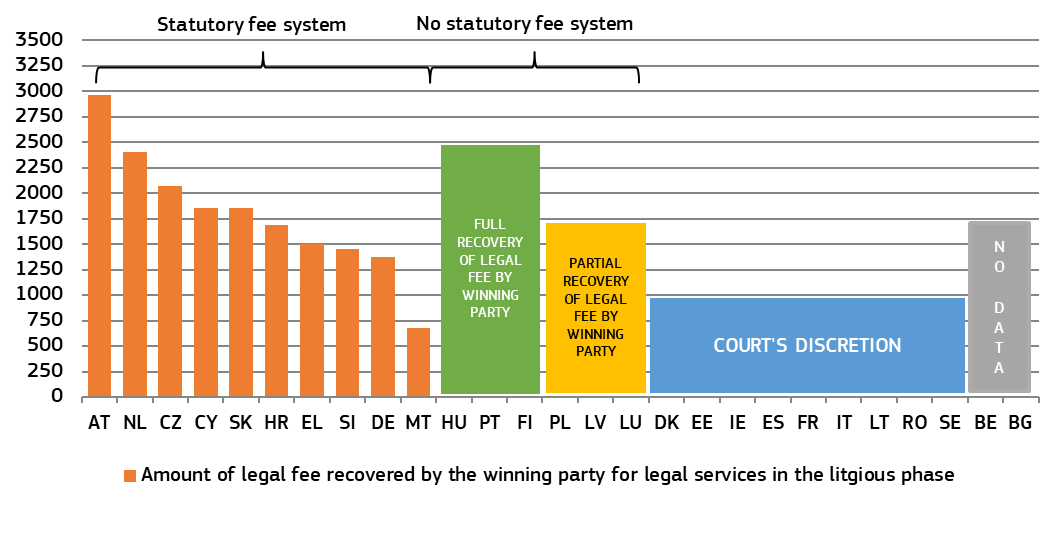 Statutory fee system
No statutory fee system
3500
3250
3000
2750
2500
2250
2000
1750
1500
1250
1000
750
500
250
0
FULL
RECOVERY
OF LEGAL
FEE BY
WINNING
PARTY
PARTIAL
RECOVERY
OF LEGAL
FEE BY
WINNING
PARTY
COURT'S DISCRETION
NO DATA
AT NL CZ CY SK HR EL SI DE MT HU PT FI PL LV LU DK EE IE ES FR IT LT RO SE BE BG
Amount of legal fee recovered by the winning party for legal services in the litgious phase